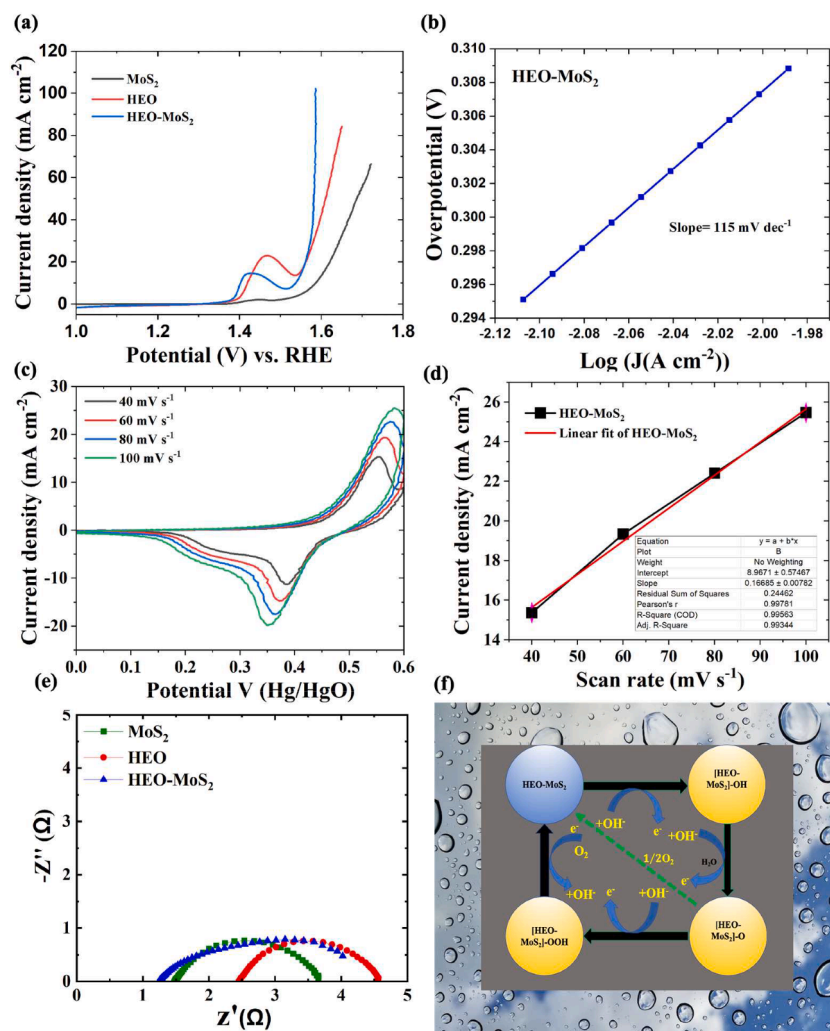 (a)
120
100
80
60
40
20
0
1.0
1.2
1.4
1.6
1.8
Current density (mA cm-2)
Potential (V) vs. RHE
MoS2
HEO
HEO-MoS2
(b)
0.310
0.308
0.306
0.304
0.302
0.300
0.298
0.296
0.294
-2.12
-2.10
-2.08
-2.06
-2.04
-2.02
-2.00
-1.98
Overpotential (V)
Log (J(A cm-2))
HEO-MoS2
Slope= 115 mV dec-1
(c)
30
20
10
0
-10
-20
0.0
0.1
0.2
0.3
0.4
0.5
0.6
Current density (mA cm-2)
Potential V (Hg/HgO)
40 mV s-1
60 mV s-1
80 mV s-1
100 mV s-1
(d)
26
24
22
20
18
16
14
40
50
60
70
80
90
100
Current density (mA cm-2)
Scan rate (mV s-1)
HEO-MoS2
Linear fit of HEO-MoS2
Equation y = a + b*x
Plot B
Weight No Weighting
Intercept 8.9671 ± 0.57467
Slope 0.16685 ± 0.00782
Residual Sum of Squares 0.24462
Pearson's r 0.99781
R-Square (COD) 0.99563
Adj. R-Square 0.99344
(e)
5
4
3
2
1
0
0
1
2
3
4
5
-Z''(Ω)
Z'(Ω)
MoS2
HEO
HEO-MoS2
(f)
HEO-MoS2
[HEO-
MoS2]-OH
[HEO-
MoS2]-O
[HEO-
MoS2]-OOH
+OH-
e-
+OH-
H2O
e-
+OH-
e-
+OH-
O2
e-
1/2O2